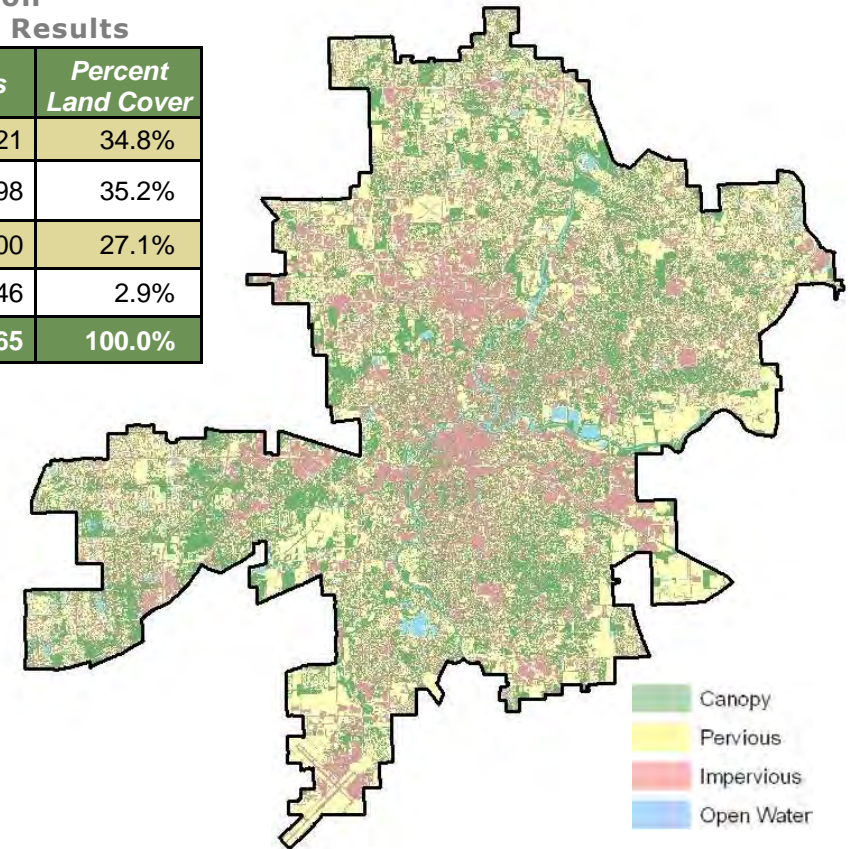 on
Results
s Percent
Land Cover
21 34.8%
98 35.2%
00 27.1%
46 2.9%
65 100.0%
Canopy
Pervious
Impervious
Open Water